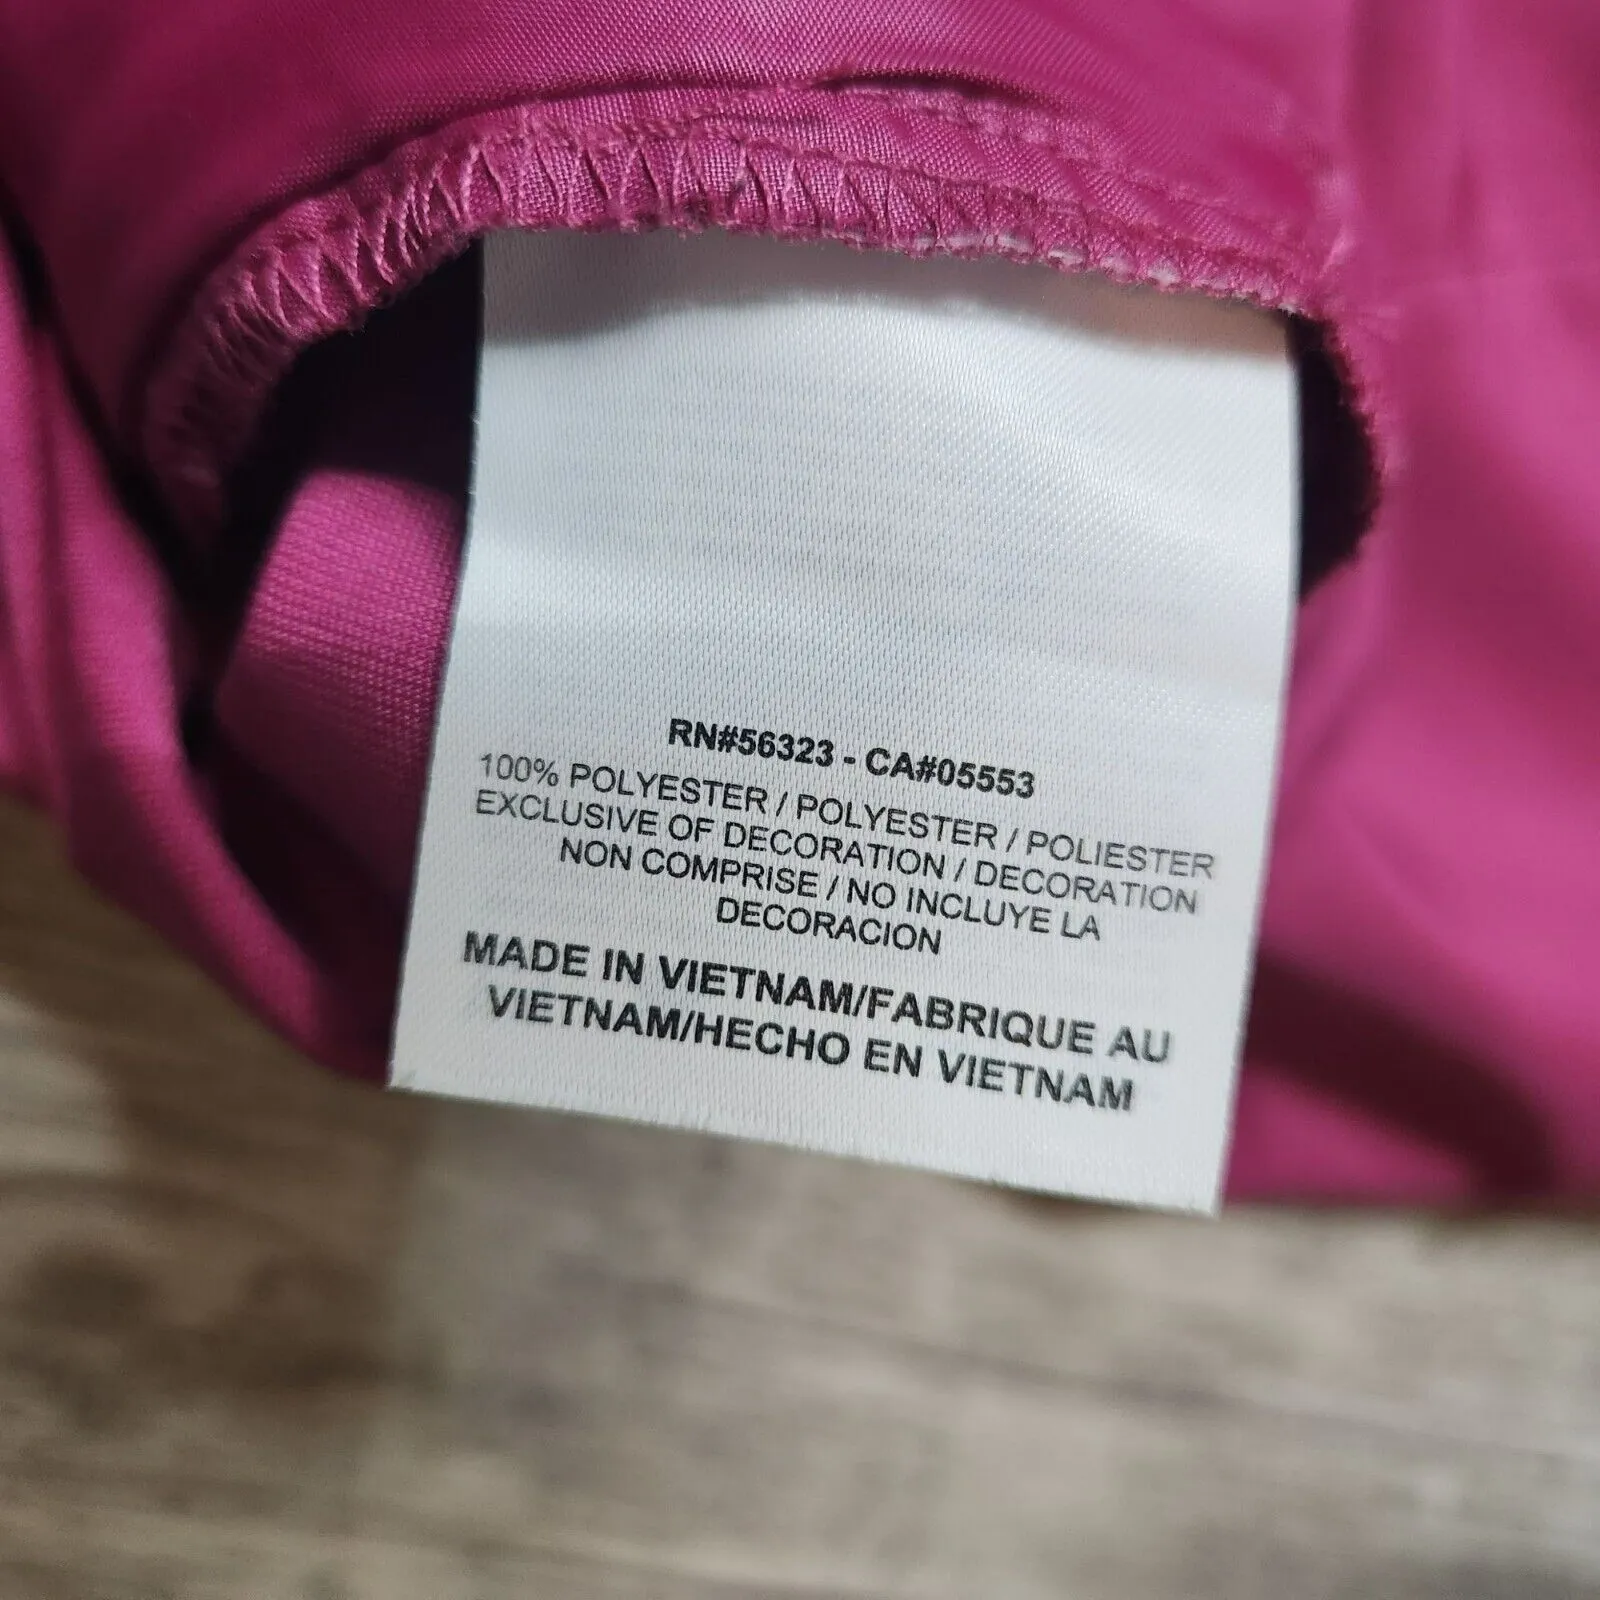 RN#56323 - CA#05553
100% POLYESTER / POLYESTER / POLIESTER
EXCLUSIVE OF DECORATION / DECORATION
NON COMPRISE / NO INCLUYE LA
DECORACION
MADE IN VIETNAM/FABRIQUE AU
VIETNAM/HECHO EN VIETNAM